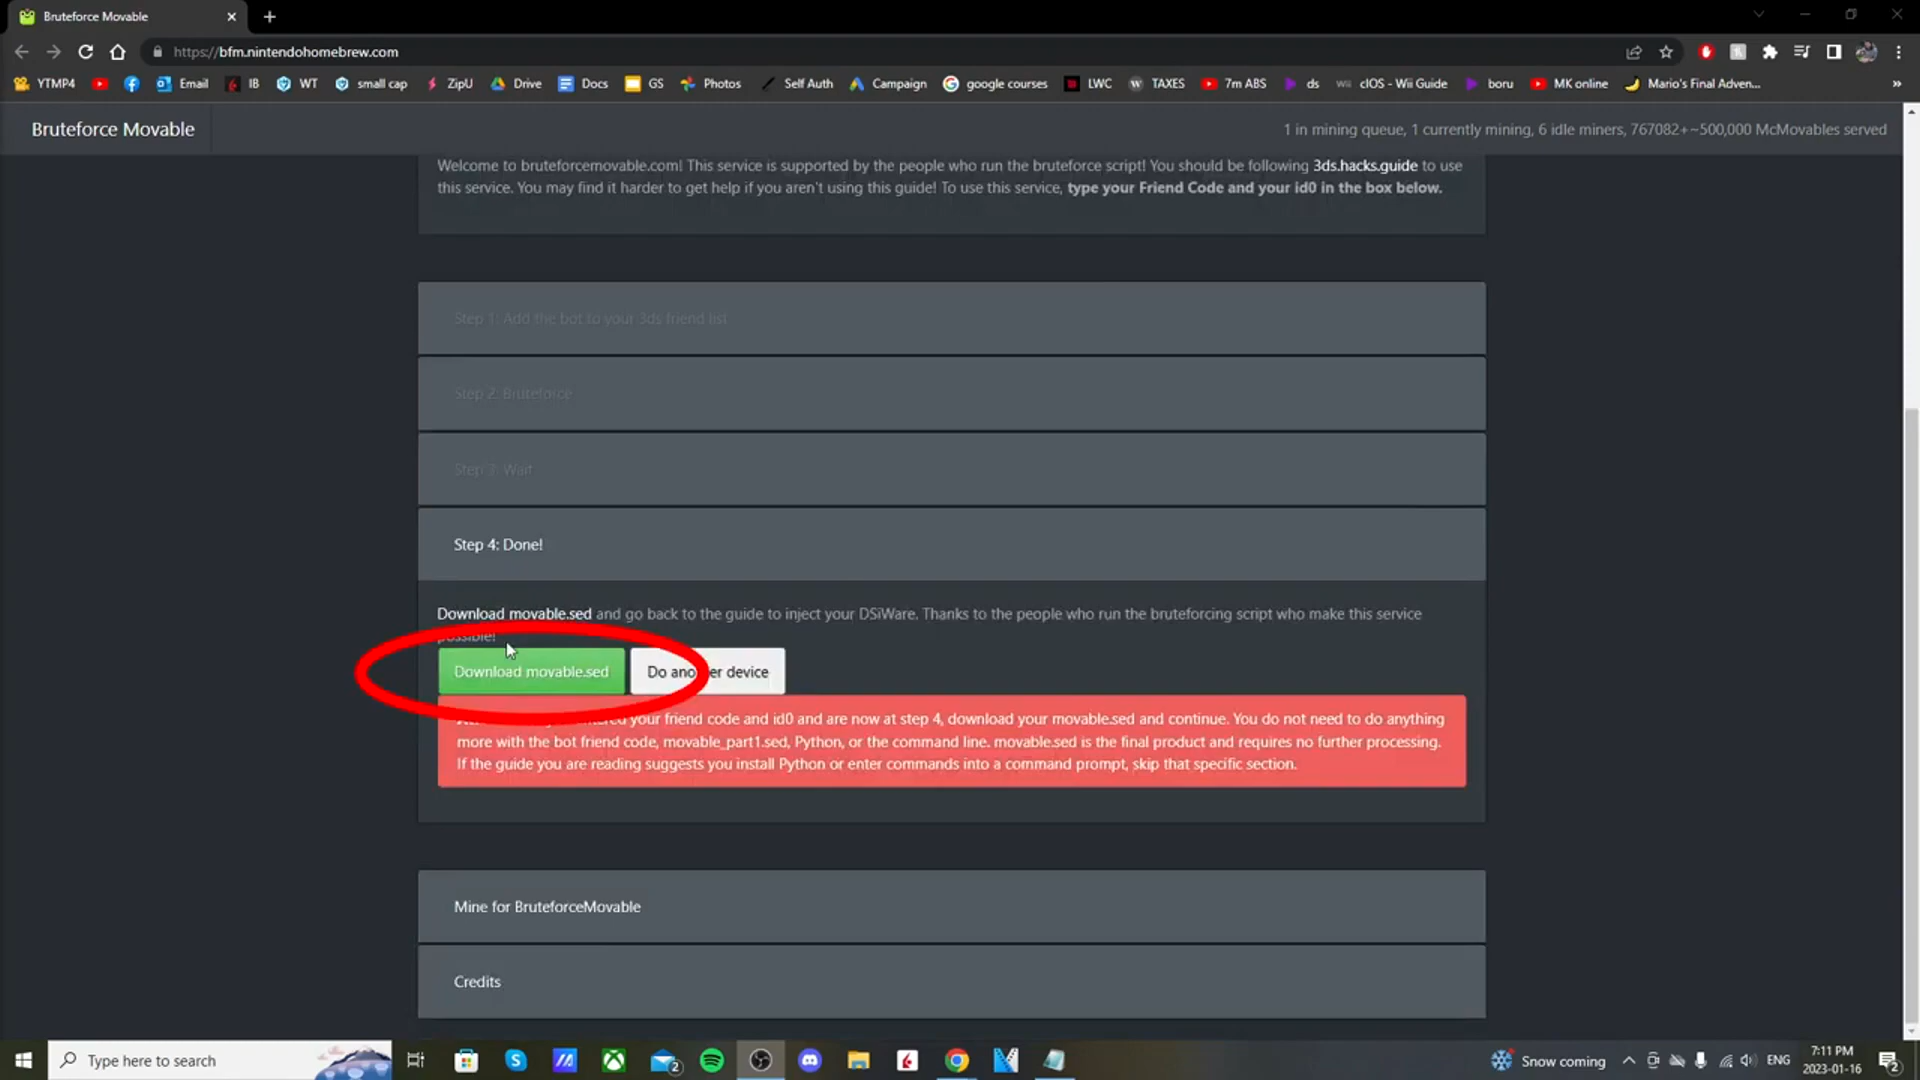 Bruteforce Movable
https://bfm.nintendohomebrew.com
YTMP4 Email IB WT small cap ZipU Drive Docs GS Photos Self Auth Campaign google courses LWC TAXES 7m ABS ds cIOS - Wii Guide boru MK online Mario's Final Adven...
Bruteforce Movable
1 in mining queue, 1 currently mining, 6 idle miners, 767082+~500,000 McMovables served
Welcome to bruteforcemovable.com! This service is supported by the people who run the bruteforce script! You should be following 3ds.hacks.guide to use
this service. You may find it harder to get help if you aren't using this guide! To use this service, type your Friend Code and your id0 in the box below.
Step 1: Add the bot to your 3ds friend list
Step 2: Bruteforce
Step ?: Wait
Step 4: Done!
Download movable.sed and go back to the guide to inject your DSiWare. Thanks to the people who run the bruteforcing script who make this service
possible!
Download movable.sed
Do another device
your friend code and id0 and are now at step 4, download your movable.sed and continue. You do not need to do anything
more with the bot friend code, movable_part1.sed, Python, or the command line. movable.sed is the final product and requires no further processing.
If the guide you are reading suggests you install Python or enter commands into a command prompt, skip that specific section.
Mine for BruteforceMovable
Credits
Type here to search
2
Snow coming
ENG
7:11 PM
2023-01-16
2